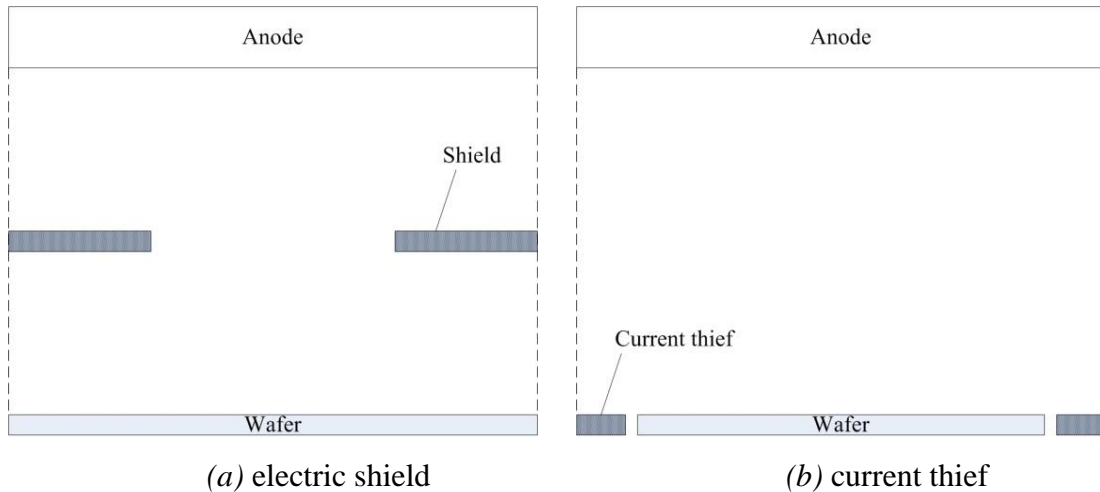 Anode
Shield
Wafer
(a) electric shield
Anode
Current thief
Wafer
(b) current thief